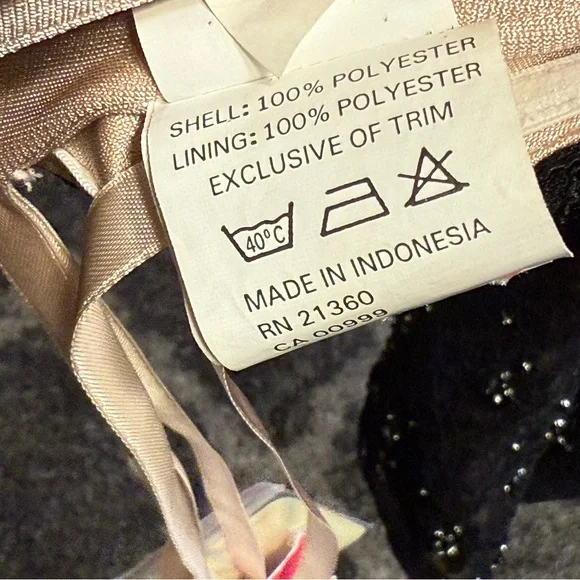 SHELL: 100% POLYESTER
LINING: 100% POLYESTER
EXCLUSIVE OF TRIM
40°C
MADE IN INDONESIA
RN 21360
CA 00999